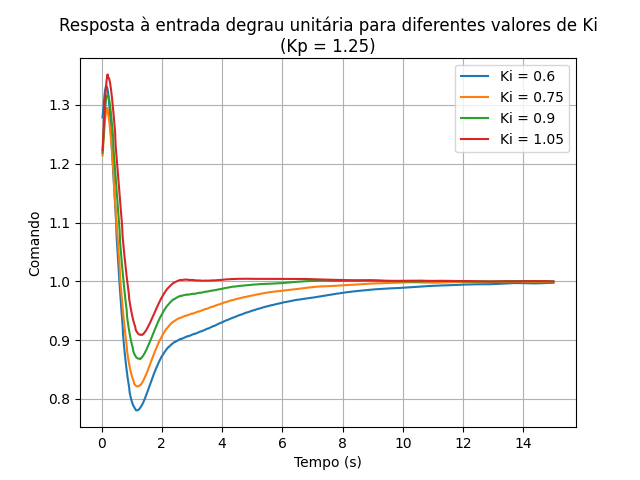 Resposta à entrada degrau unitária para diferentes valores de Ki
(Kp = 1.25)
Ki = 0.6
Ki = 0.75
Ki = 0.9
Ki = 1.05
1.3
1.2
1.1
1.0
0.9
0.8
Comando
0 2 4 6 8 10 12 14
Tempo (s)